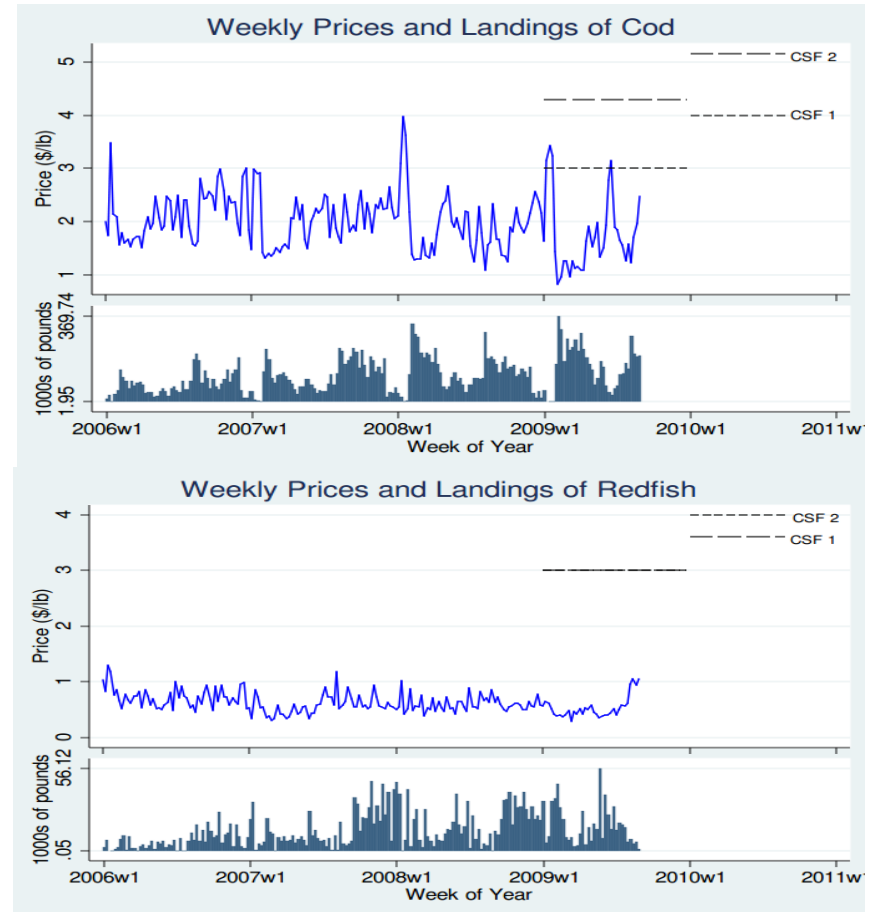 Weekly Prices and Landings of Cod
Price ($/lb)
5
4
3
2
1
CSF 2
CSF 1
1000s of pounds
369.74
1.95
2006w1 2007w1 2008w1 2009w1 2010w1 2011w
Week of Year
Weekly Prices and Landings of Redfish
Price ($/lb)
4
3
2
1
0
CSF 2
CSF 1
1000s of pounds
56.12
.05
2006w1 2007w1 2008w1 2009w1 2010w1 2011w
Week of Year